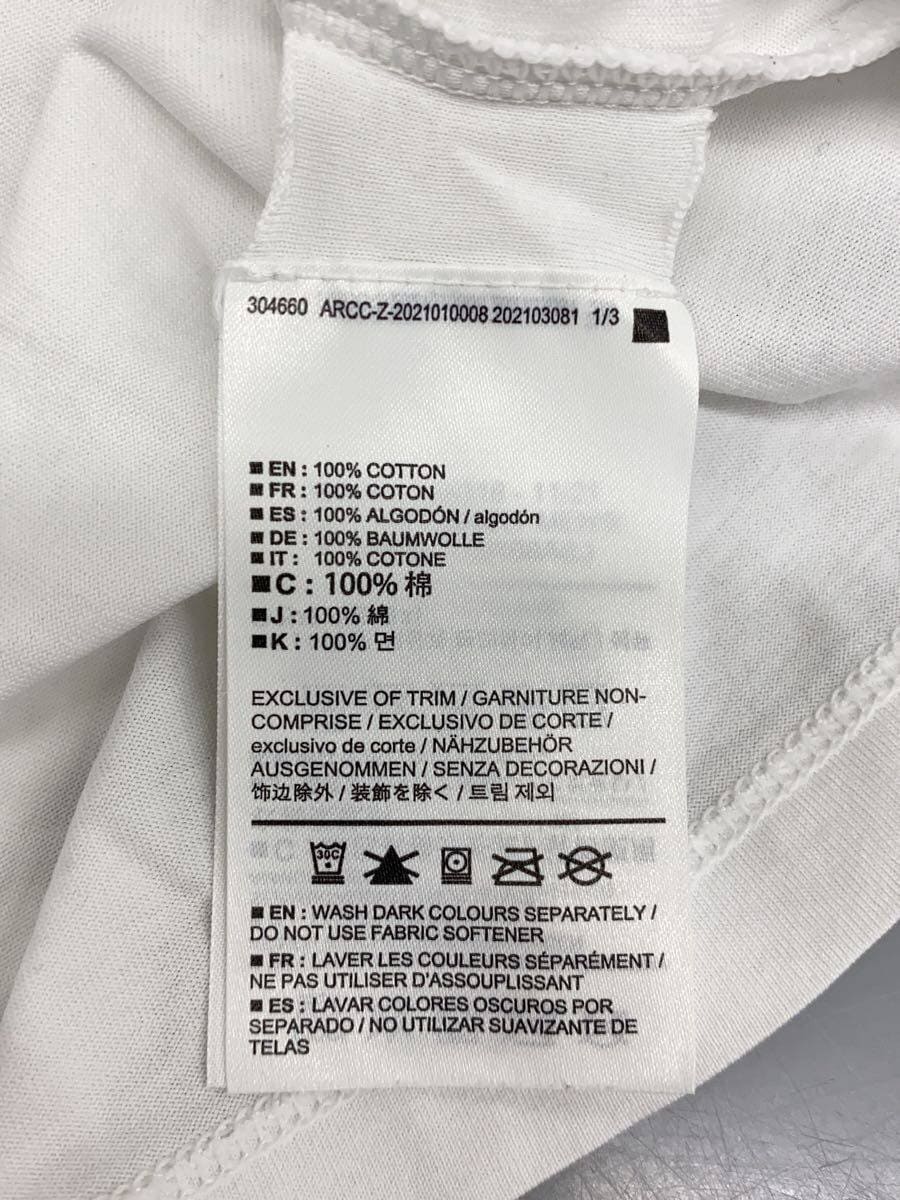 304660 ARCC-Z-2021010008 202103081 1/3
EN : 100% COTTON
FR : 100% COTON
ES : 100% ALGODÓN / algodón
DE : 100% BAUMWOLLE
IT : 100% COTONE
C : 100% 棉
J : 100% 綿
K : 100% 면
EXCLUSIVE OF TRIM / GARNITURE NON-
COMPRISE / EXCLUSIVO DE CORTE /
exclusivo de corte / NÄHZUBEHÖR
AUSGENOMMEN / SENZA DECORAZIONI /
饰边除外 / 装飾を除く / 트림 제외
30C
EN : WASH DARK COLOURS SEPARATELY /
DO NOT USE FABRIC SOFTENER
FR : LAVER LES COULEURS SÉPARÉMENT /
NE PAS UTILISER D'ASSOUPLISSANT
ES : LAVAR COLORES OSCUROS POR
SEPARADO / NO UTILIZAR SUAVIZANTE DE
TELAS